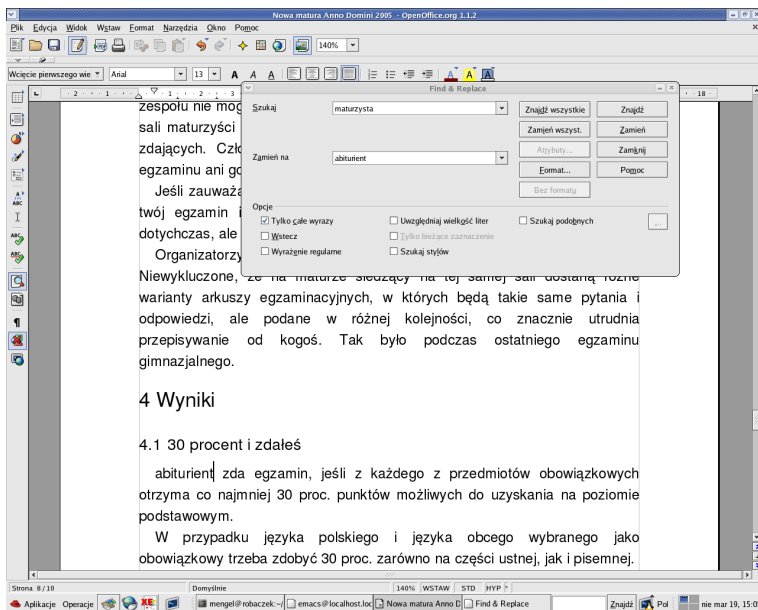 Nowa matura Anno Domini 2005 - OpenOffice.org 1.1.2
Plik Edycja Widok Wstaw Format Narzędzia Okno Pomoc
140%
Wcięcie pierwszego wie
Arial
13
Find & Replace
Szukaj
maturzysta
Znajdź wszystkie
Znajdź
Zamień wszyst.
Zamień
Atrybuty...
Zamknij
Zamień na
abiturient
Format...
Pomoc
Bez formatu
Opcje
Tylko całe wyrazy
Uwzględniaj wielkość liter
Szukaj podobnych
...
Wstecz
Tylko bieżące zaznaczenie
Wyrażenie regularne
Szukaj stylów
zespołu nie mog
sali maturzyści
zdających. Czło
egzaminu ani go
Jeśli zauważa
twój egzamin i
dotychczas, ale
Organizatorzy
Niewykluczone, że na maturze siedzący na tej samej sali dostaną różne
warianty arkuszy egzaminacyjnych, w których będą takie same pytania i
odpowiedzi, ale podane w różnej kolejności, co znacznie utrudnia
przepisywanie od kogoś. Tak było podczas ostatniego egzaminu
gimnazjalnego.
4 Wyniki
4.1 30 procent i zdałeś
abiturient zda egzamin, jeśli z każdego z przedmiotów obowiązkowych
otrzyma co najmniej 30 proc. punktów możliwych do uzyskania na poziomie
podstawowym.
W przypadku języka polskiego i języka obcego wybranego jako
obowiązkowy trzeba zdobyć 30 proc. zarówno na części ustnej, jak i pisemnej.
Strona 8/10
Domyślnie
140%
WSTAW
STD
HYP
*
Aplikacje
Operacje
mengel@robaczek:~/
emacs@localhost.loc
Nowa matura Anno D
Find & Replace
Znajdź
Pol
nie mar 19, 15:0